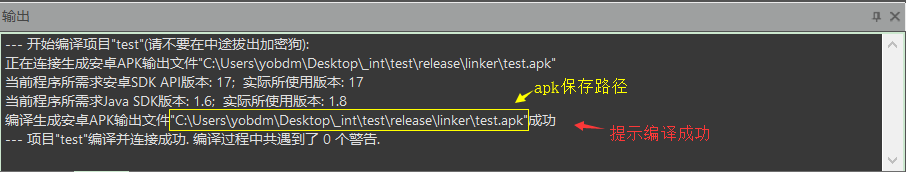 输出
--- 开始编译项目"test"(请不要在中途拔出加密狗):
正在连接生成安卓APK输出文件"C:\Users\yobdm\Desktop\_int\test\release\linker\test.apk"
当前程序所需求安卓SDK API版本: 17;  实际所使用版本: 17
当前程序所需求Java SDK版本: 1.6;  实际所使用版本: 1.8
apk保存路径
编译生成安卓APK输出文件"C:\Users\yobdm\Desktop\_int\test\release\linker\test.apk"成功
提示编译成功
--- 项目"test"编译并连接成功. 编译过程中共遇到了 0 个警告.